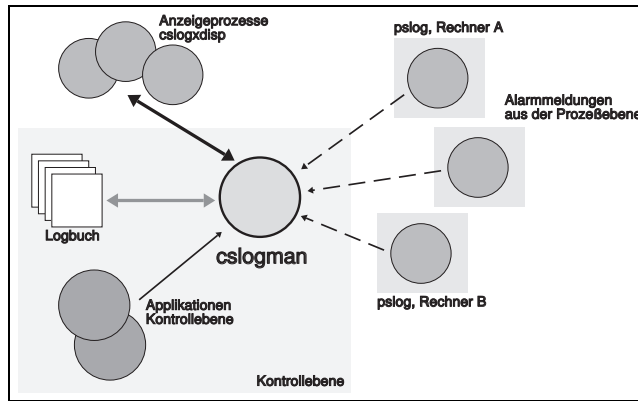 Anzeigeprozesse
cslogxdisp
pslog, Rechner A
Alarmmeldungen
aus der Prozeßebene
Logbuch
cslogman
Applikationen
Kontrollebene
pslog, Rechner B
Kontrollebene